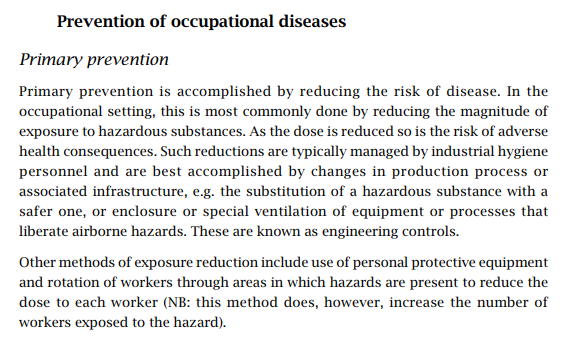 Prevention of occupational diseases
Primary prevention
Primary prevention is accomplished by reducing the risk of disease. In the
occupational setting, this is most commonly done by reducing the magnitude of
exposure to hazardous substances. As the dose is reduced so is the risk of adverse
health consequences. Such reductions are typically managed by industrial hygiene
personnel and are best accomplished by changes in production process or
associated infrastructure, e.g. the substitution of a hazardous substance with a
safer one, or enclosure or special ventilation of equipment or processes that
liberate airborne hazards. These are known as engineering controls.
Other methods of exposure reduction include use of personal protective equipment
and rotation of workers through areas in which hazards are present to reduce the
dose to each worker (NB: this method does, however, increase the number of
workers exposed to the hazard).